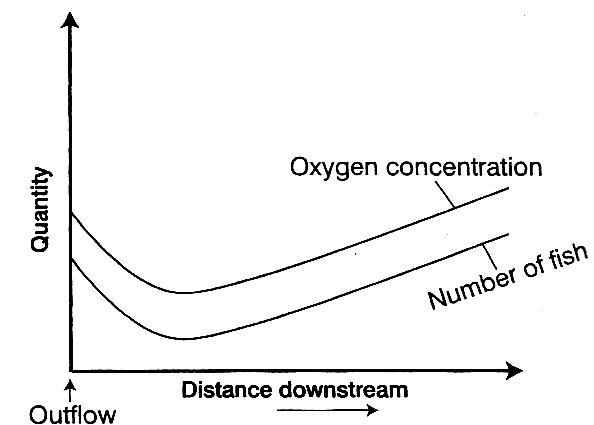 Oxygen concentration
Quantity
Number of fish
Distance downstream
Outflow